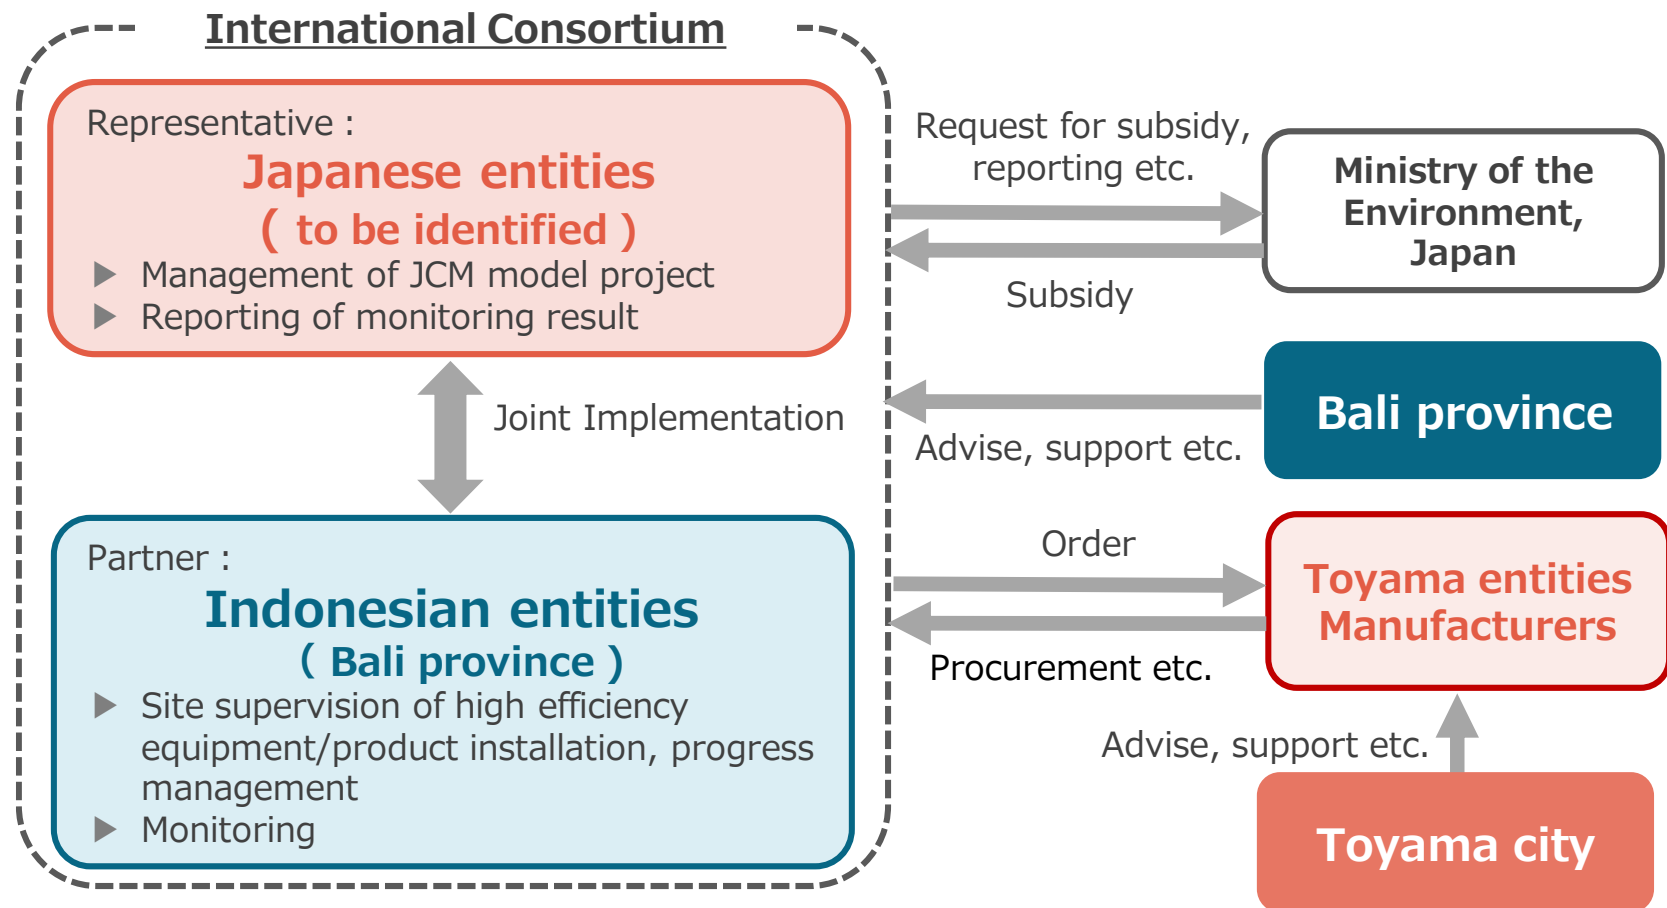 International Consortium
Representative :
Japanese entities
( to be identified )
▶ Management of JCM model project
▶ Reporting of monitoring result
Joint Implementation
Partner :
Indonesian entities
( Bali province )
▶ Site supervision of high efficiency
equipment/product installation, progress
management
▶ Monitoring
Request for subsidy,
reporting etc.
Subsidy
Ministry of the
Environment,
Japan
Advise, support etc.
Bali province
Order
Procurement etc.
Toyama entities
Manufacturers
Advise, support etc.
Toyama city